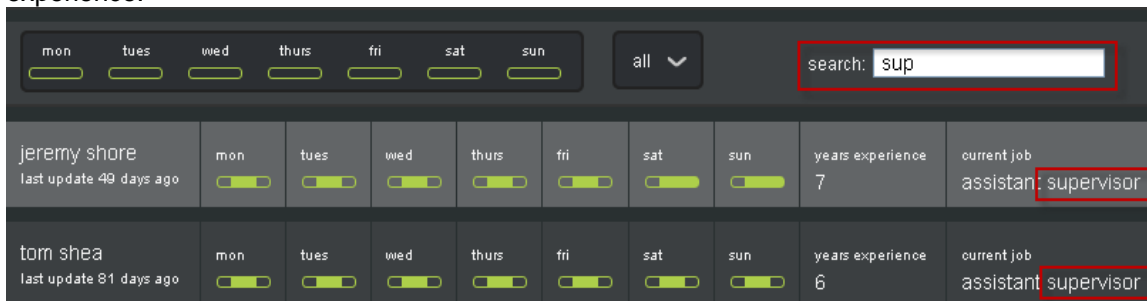 experience.
mon tues wed thurs fri sat sun
all
search: sup
jeremy shore
last update 49 days ago
mon tues wed thurs fri sat sun
years experience
7
current job
assistant supervisor
tom shea
last update 81 days ago
mon tues wed thurs fri sat sun
years experience
6
current job
assistant supervisor